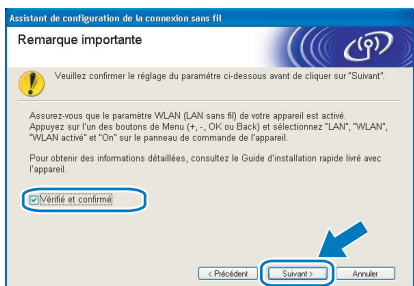 Assistant de configuration de la connexion sans fil
Remarque importante
Veuillez confirmer le réglage du paramétre ci-dessous avant de cliquer sur "Suivant".
Assurez-vous que le paramètre WLAN (LAN sans fil) de votre appareil est activé.
Appuyez sur l'un des boutons de Menu (+, -, OK ou Back) et sélectionnez "LAN", "WLAN",
"WLAN activé" et "On" sur le panneau de commande de l'appareil.
Pour obtenir des informations détaillées, consultez le Guide d'installation rapide livré avec
l'appareil.
Vérifié et confirmé
< Précédent
Suivant >
Annuler